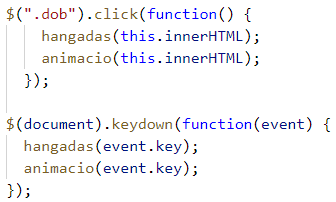 $(".dob").click(function() {
    hangadas(this.innerHTML);
    animacio(this.innerHTML);
  });

$(document).keydown(function(event) {
  hangadas(event.key);
  animacio(event.key);
});